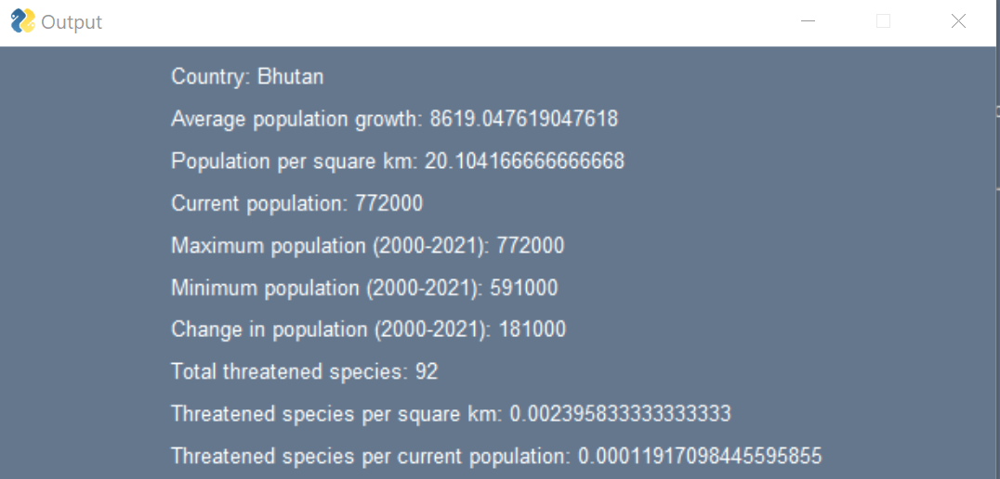 Output
Country: Bhutan
Average population growth: 8619.047619047618
Population per square km: 20.104166666666668
Current population: 772000
Maximum population (2000-2021): 772000
Minimum population (2000-2021): 591000
Change in population (2000-2021): 181000
Total threatened species: 92
Threatened species per square km: 0.002395833333333333
Threatened species per current population: 0.00011917098445595855